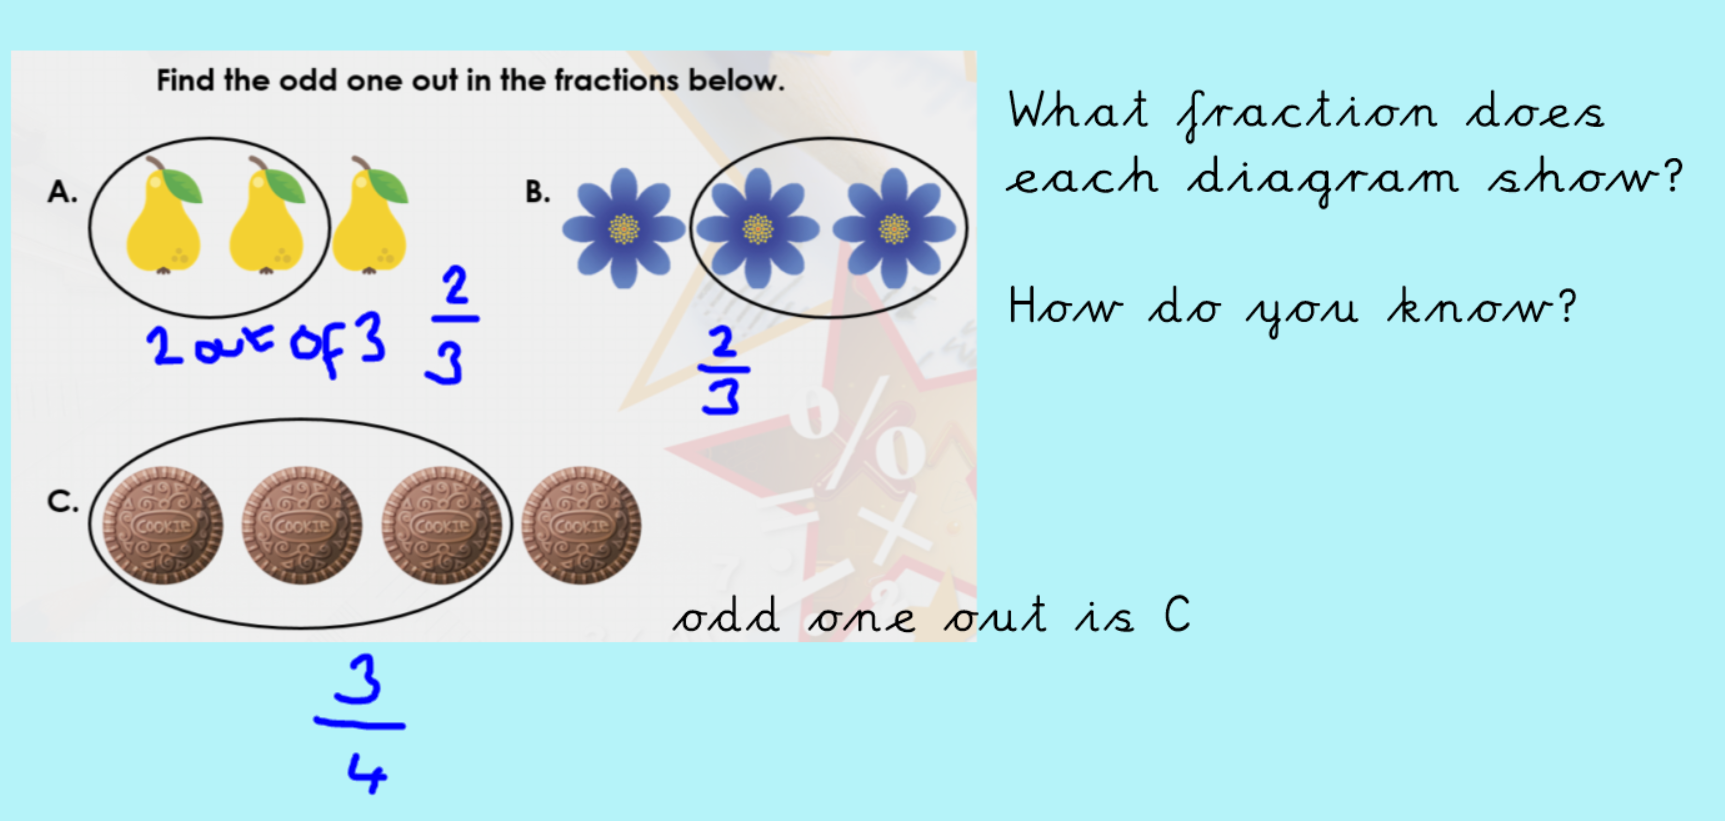 Find the odd one out in the fractions below.
What fraction does
each diagram show?
How do you know?
A.
B.
2 out of 3
2
3
2
3
C.
COOKIE COOKIE COOKIE COOKIE
odd one out is C
3
4